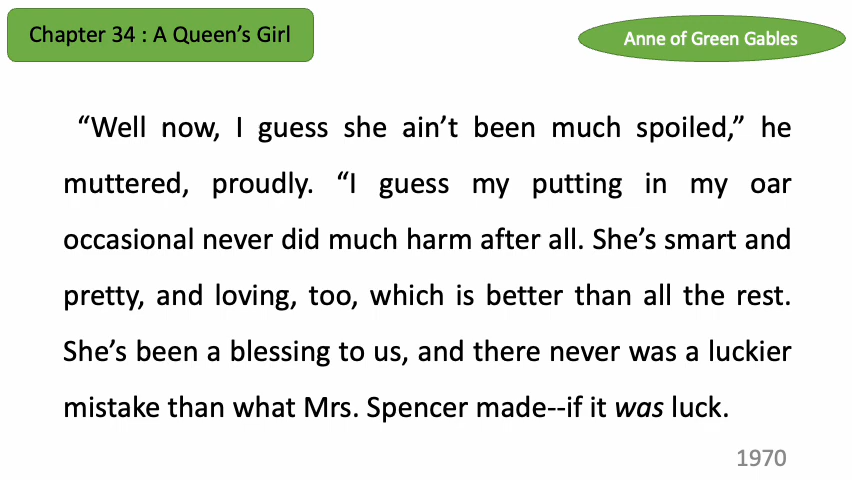 Chapter 34 : A Queen’s Girl
Anne of Green Gables
“Well now, I guess she ain’t been much spoiled,” he
muttered, proudly. “I guess my putting in my oar
occasional never did much harm after all. She’s smart and
pretty, and loving, too, which is better than all the rest.
She’s been a blessing to us, and there never was a luckier
mistake than what Mrs. Spencer made--if it was luck.
1970